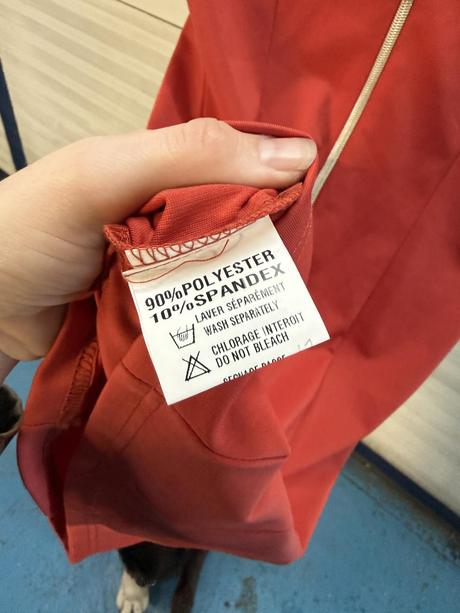 90%POLYESTER
10%SPANDEX
LAVER SÉPARÉMENT
WASH SEPARATELY
CHLORAGE INTERDIT
DO NOT BLEACH